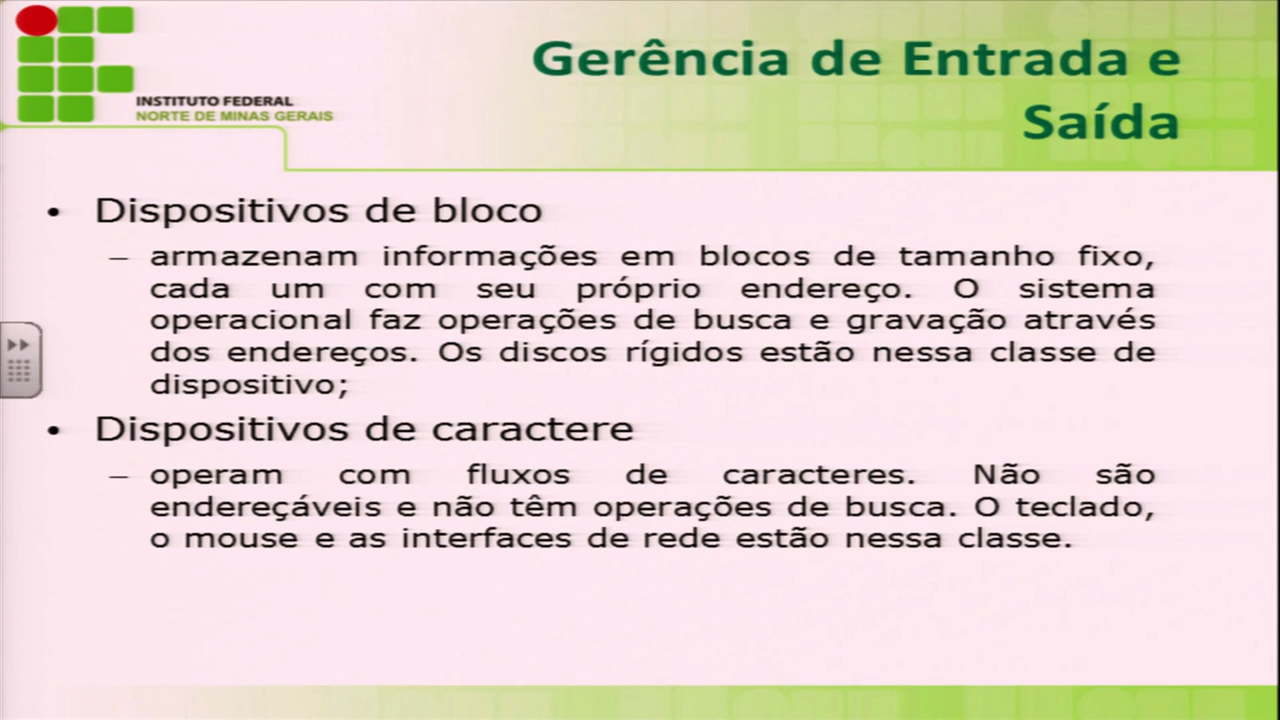 INSTITUTO FEDERAL
NORTE DE MINAS GERAIS
Gerência de Entrada e
Saída
• Dispositivos de bloco
– armazenam informações em blocos de tamanho fixo,
cada um com seu próprio endereço. O sistema
operacional faz operações de busca e gravação através
dos endereços. Os discos rígidos estão nessa classe de
dispositivo;
• Dispositivos de caractere
– operam com fluxos de caracteres. Não são
endereçáveis e não têm operações de busca. O teclado,
o mouse e as interfaces de rede estão nessa classe.